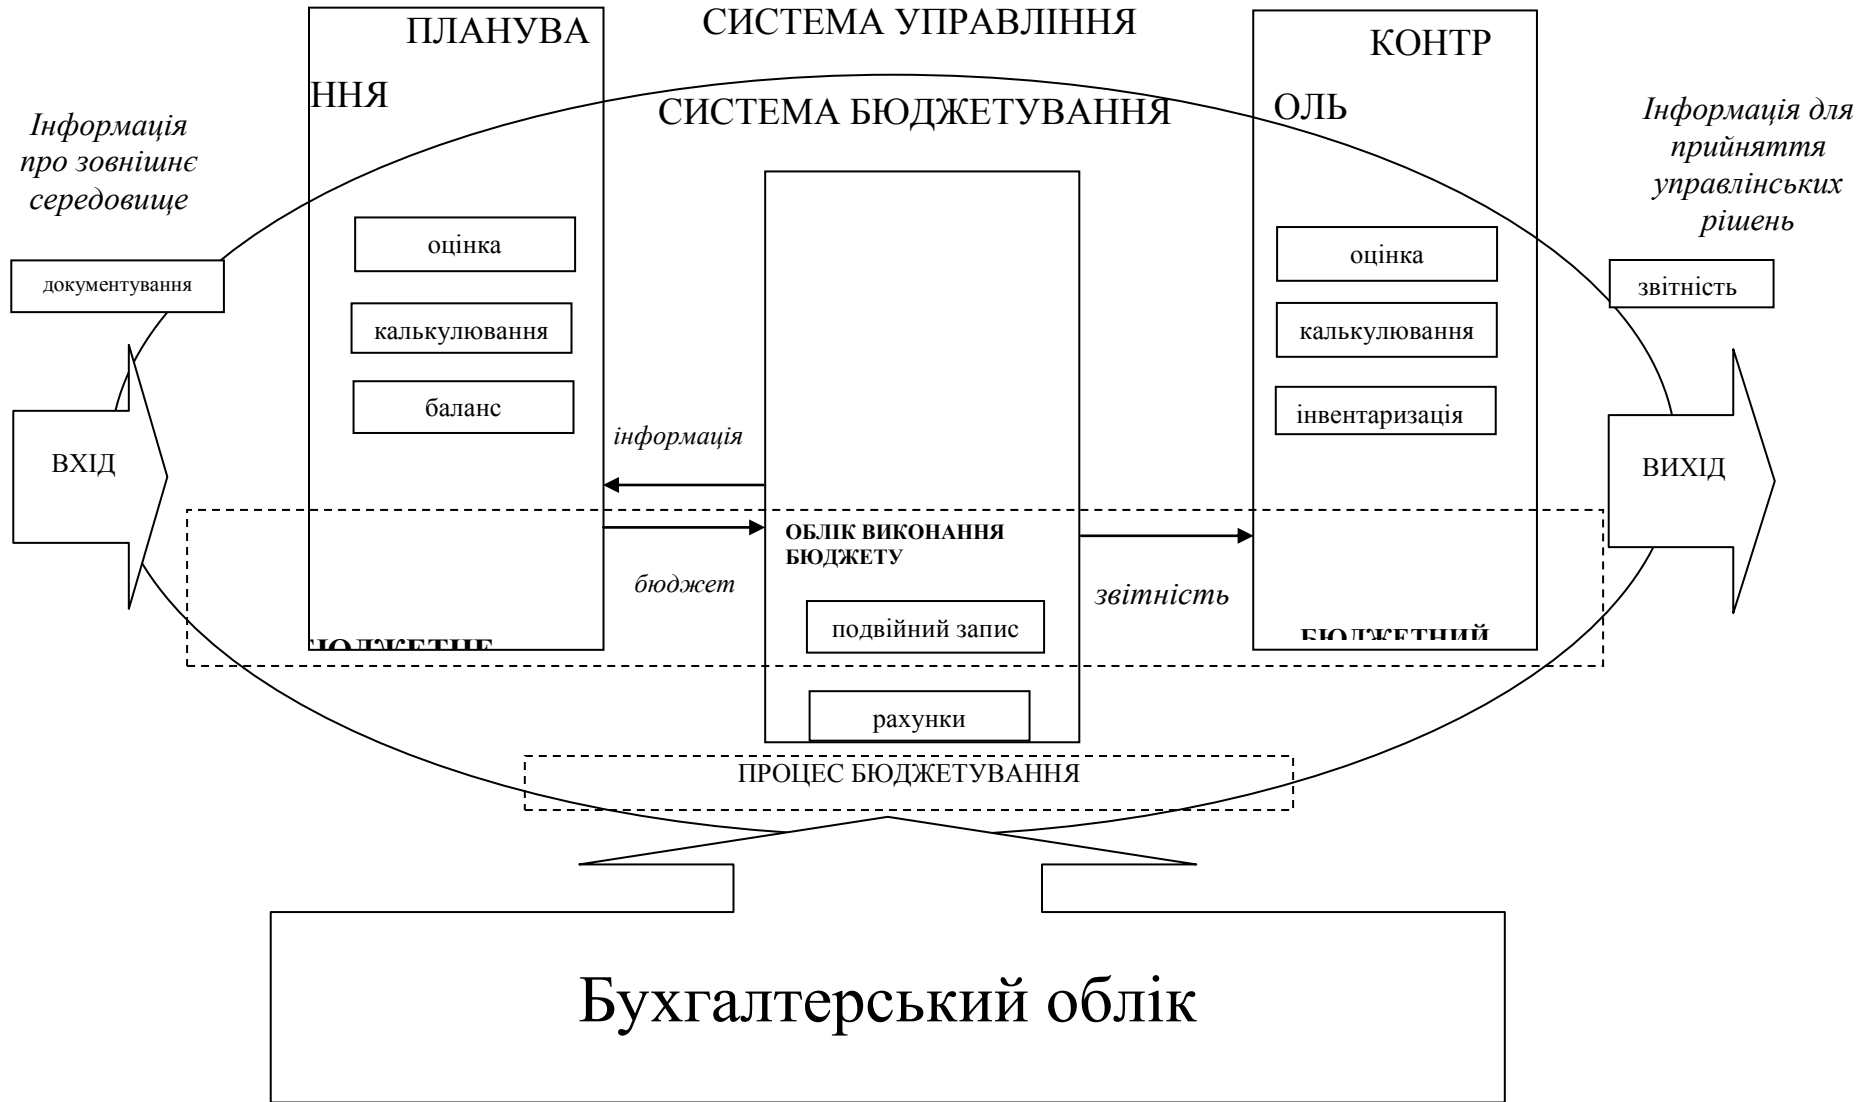 СИСТЕМА УПРАВЛІННЯ
ПЛАНУВА
ННЯ
КОНТР
ОЛЬ
СИСТЕМА БЮДЖЕТУВАННЯ
Інформація
про зовнішнє
середовище
Інформація для
прийняття
управлінських
рішень
документування
звітність
оцінка
калькулювання
баланс
оцінка
калькулювання
інвентаризація
ВХІД
ВИХІД
інформація
бюджет
ОБЛІК ВИКОНАННЯ
БЮДЖЕТУ
звітність
подвійний запис
рахунки
БЮДЖЕТНЕ
БЮДЖЕТНИЙ
ПРОЦЕС БЮДЖЕТУВАННЯ
Бухгалтерський облік